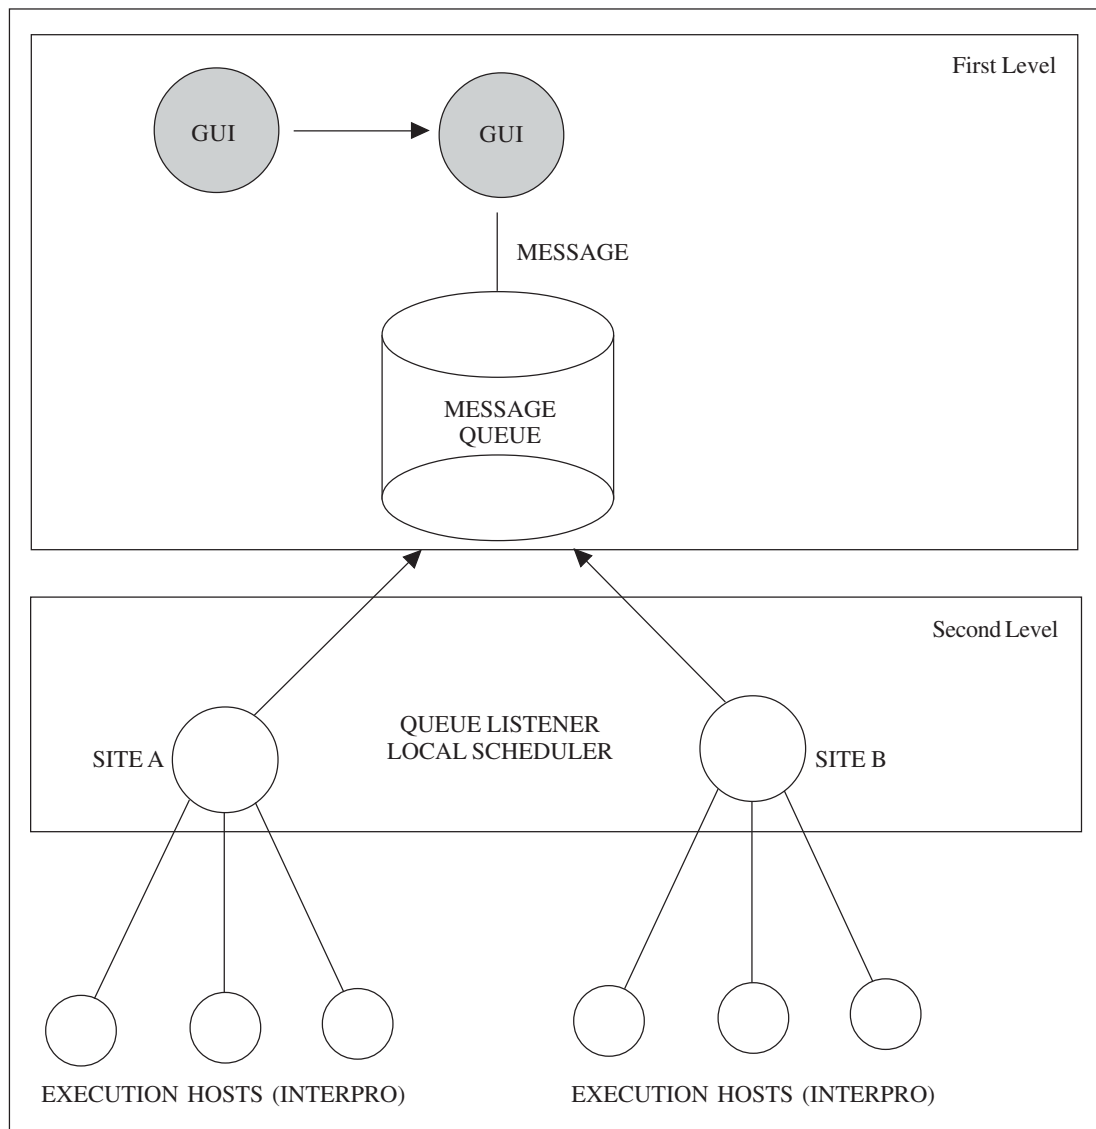 First Level
GUI
GUI
MESSAGE
MESSAGE
QUEUE
Second Level
QUEUE LISTENER
LOCAL SCHEDULER
SITE A
SITE B
EXECUTION HOSTS (INTERPRO)
EXECUTION HOSTS (INTERPRO)